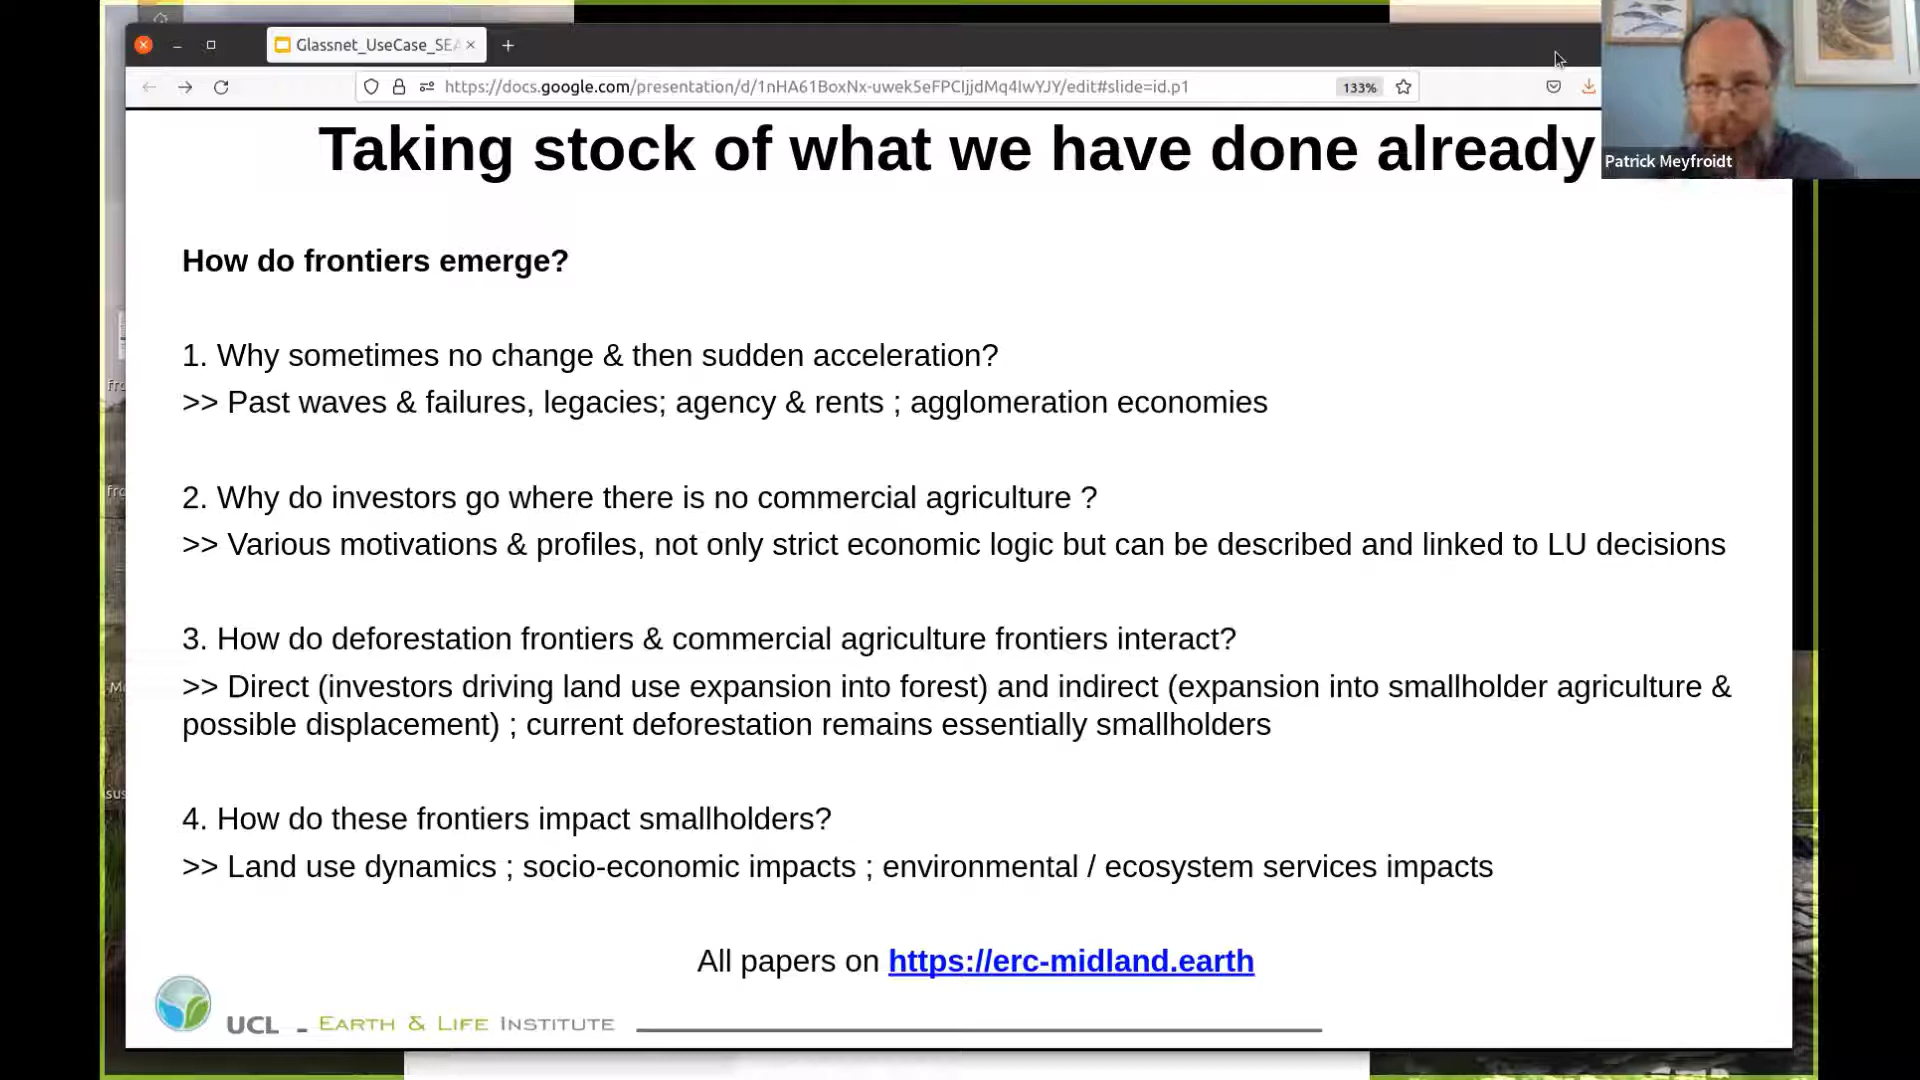 Glassnet_UseCase_SEA
https://docs.google.com/presentation/d/1nHA61BoxNx-uwek5eFPCIjjdMq4IwYJY/edit#slide=id.p1
133%
Patrick Meyfroidt
Taking stock of what we have done already
How do frontiers emerge?
1. Why sometimes no change & then sudden acceleration?
>> Past waves & failures, legacies; agency & rents ; agglomeration economies
2. Why do investors go where there is no commercial agriculture ?
>> Various motivations & profiles, not only strict economic logic but can be described and linked to LU decisions
3. How do deforestation frontiers & commercial agriculture frontiers interact?
>> Direct (investors driving land use expansion into forest) and indirect (expansion into smallholder agriculture &
possible displacement) ; current deforestation remains essentially smallholders
4. How do these frontiers impact smallholders?
>> Land use dynamics ; socio-economic impacts ; environmental / ecosystem services impacts
All papers on https://erc-midland.earth
UCL - EARTH & LIFE INSTITUTE